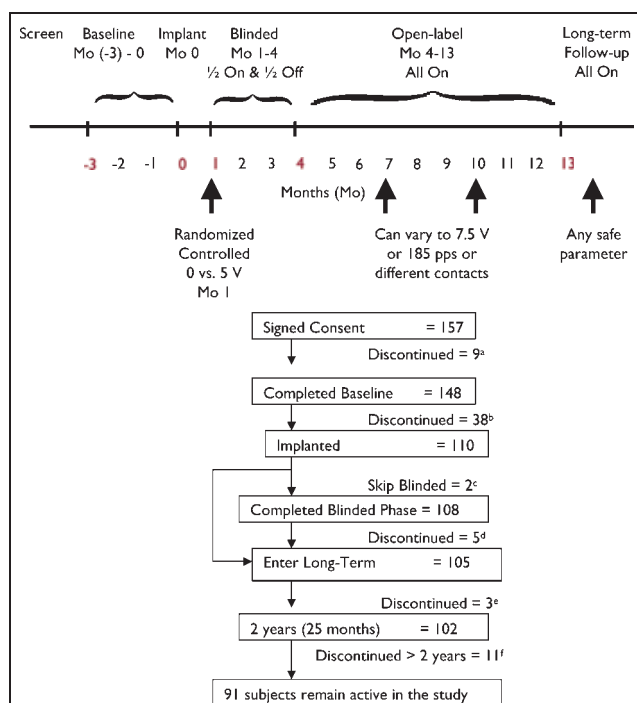 Screen Baseline Implant Blinded Open-label Long-term
Mo (-3) - 0 Mo 0 Mo 1-4 Mo 4-13 Follow-up
½ On & ½ Off All On All On
-3 -2 -1 0 1 2 3 4 5 6 7 8 9 10 11 12 13
Months (Mo)
Randomized Can vary to 7.5 V Any safe
Controlled or 185 pps or parameter
0 vs. 5 V different contacts
Mo 1
Signed Consent = 157
Discontinued = 9ᵃ
Completed Baseline = 148
Discontinued = 38ᵇ
Implanted = 110
Skip Blinded = 2ᶜ
Completed Blinded Phase = 108
Discontinued = 5ᵈ
Enter Long-Term = 105
Discontinued = 3ᵉ
2 years (25 months) = 102
Discontinued > 2 years = 11ᶠ
91 subjects remain active in the study